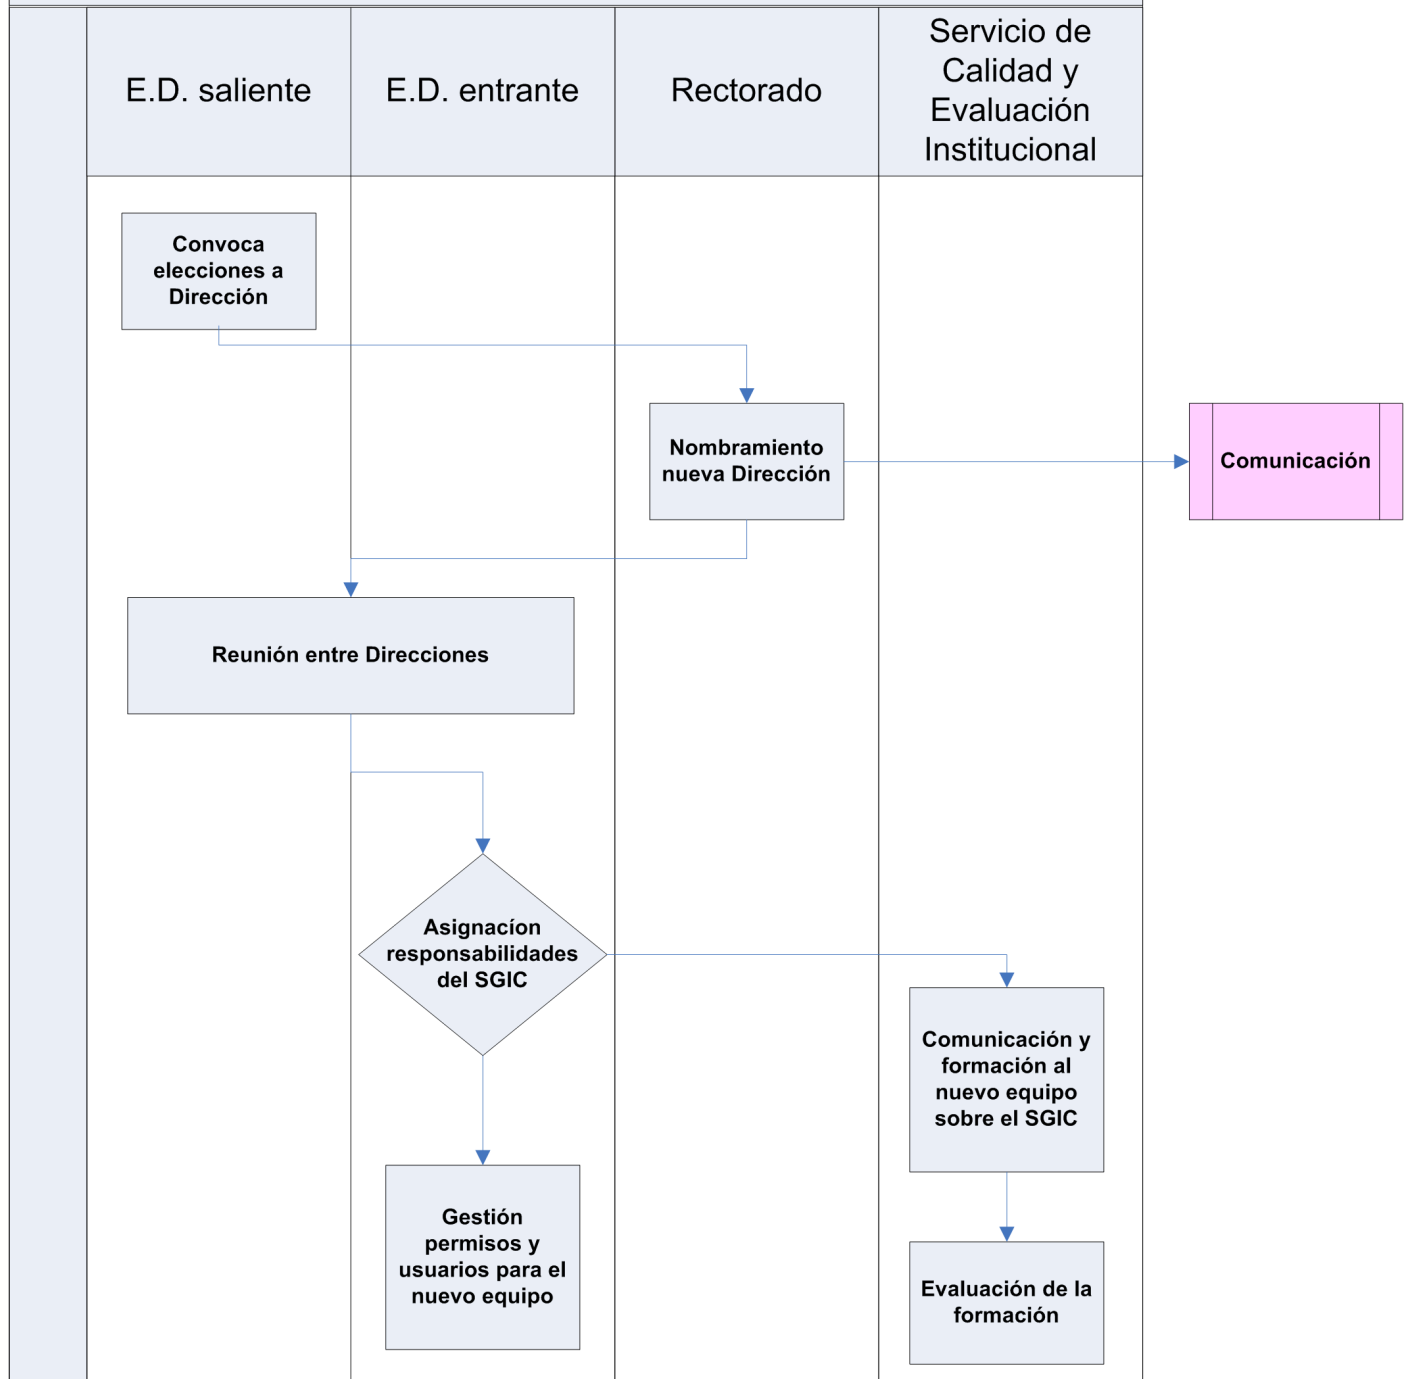 E.D. saliente
E.D. entrante
Rectorado
Servicio de
Calidad y
Evaluación
Institucional
Convoca
elecciones a
Dirección
Nombramiento
nueva Dirección
Comunicación
Reunión entre Direcciones
Asignacíon
responsabilidades
del SGIC
Comunicación y
formación al
nuevo equipo
sobre el SGIC
Gestión
permisos y
usuarios para el
nuevo equipo
Evaluación de la
formación